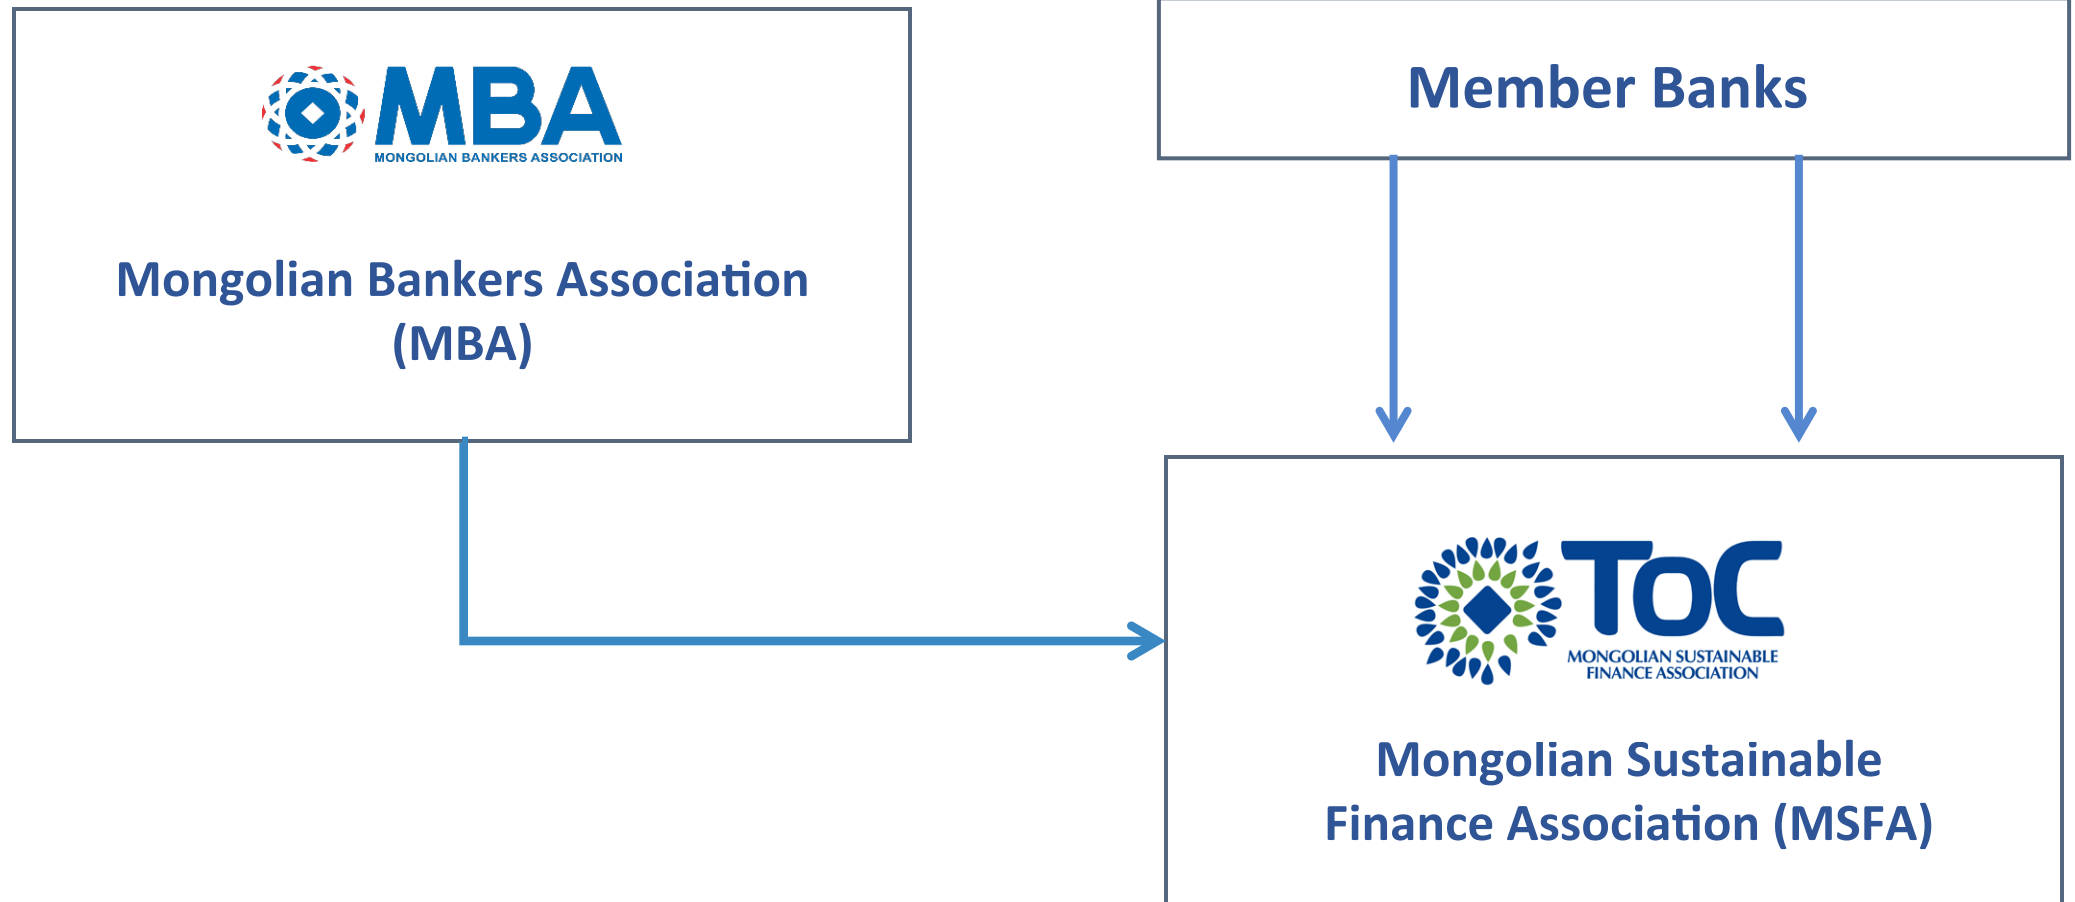 MBA
MONGOLIAN BANKERS ASSOCIATION
Mongolian Bankers Association
(MBA)
Member Banks
ToC
MONGOLIAN SUSTAINABLE
FINANCE ASSOCIATION
Mongolian Sustainable
Finance Association (MSFA)